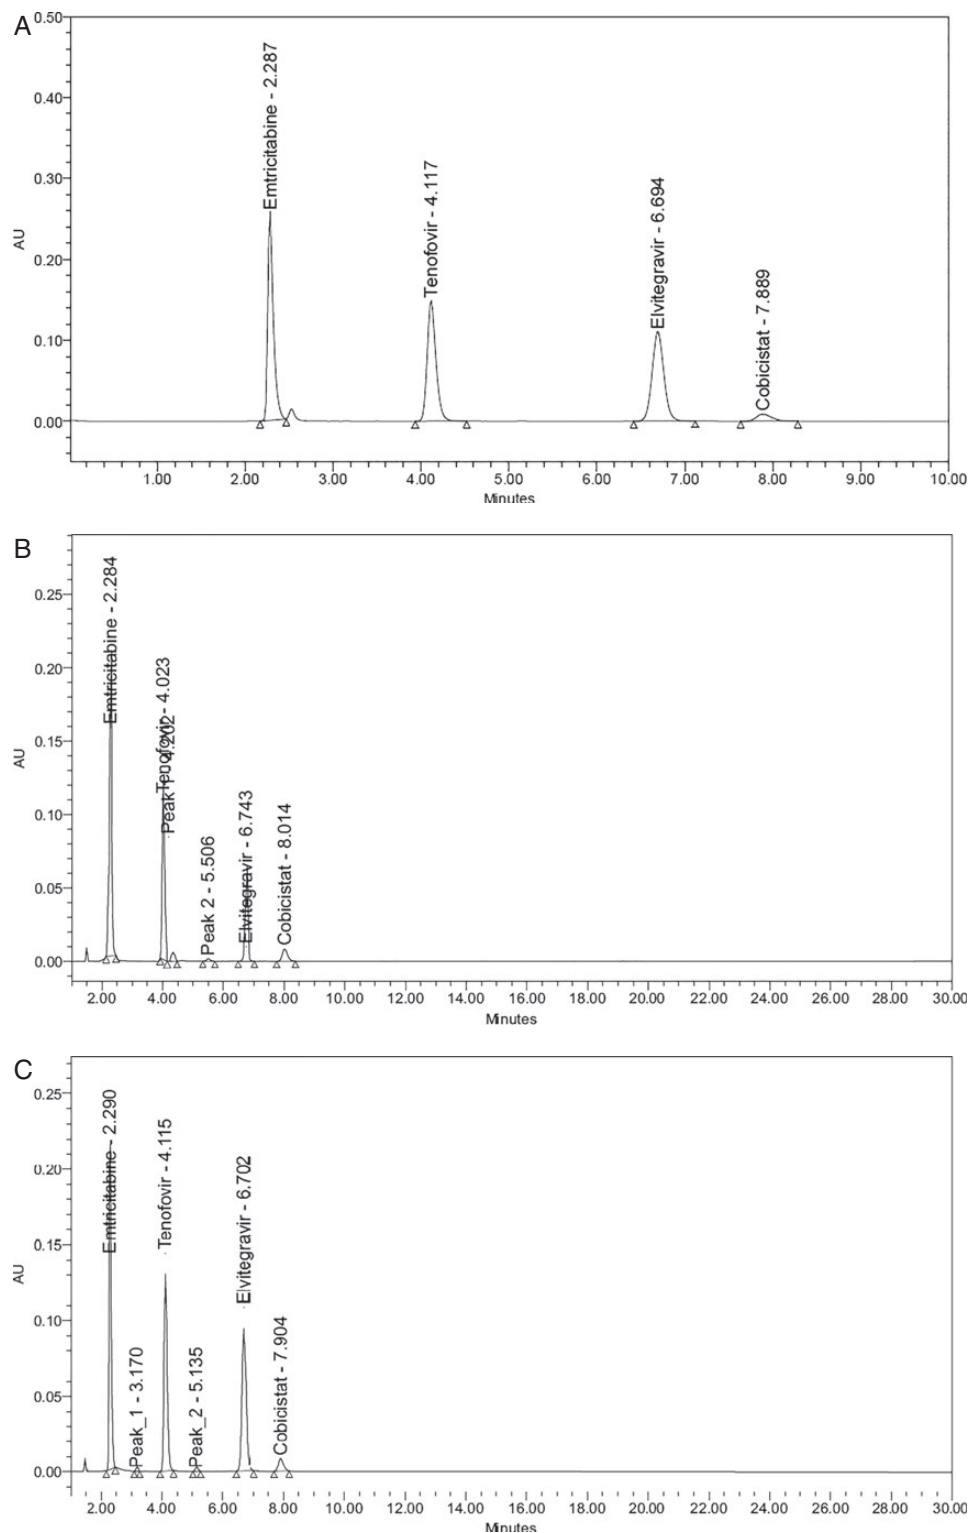 A
0.50
0.40
0.30
0.20
0.10
0.00
AU
Emtricitabine - 2.287
Tenofovir - 4.117
Elvitegravir - 6.694
Cobicistat - 7.889
1.00 2.00 3.00 4.00 5.00 6.00 7.00 8.00 9.00 10.00
Minutes
B
0.25
0.20
0.15
0.10
0.05
0.00
AU
Emtricitabine - 2.284
Tenofovir - 4.023
Peak 1 - 4.202
Peak 2 - 5.506
Elvitegravir - 6.743
Cobicistat - 8.014
2.00 4.00 6.00 8.00 10.00 12.00 14.00 16.00 18.00 20.00 22.00 24.00 26.00 28.00 30.00
Minutes
C
0.25
0.20
0.15
0.10
0.05
0.00
AU
Emtricitabine - 2.290
Peak_1 - 3.170
Tenofovir - 4.115
Peak_2 - 5.135
Elvitegravir - 6.702
Cobicistat - 7.904
2.00 4.00 6.00 8.00 10.00 12.00 14.00 16.00 18.00 20.00 22.00 24.00 26.00 28.00 30.00
Minutes